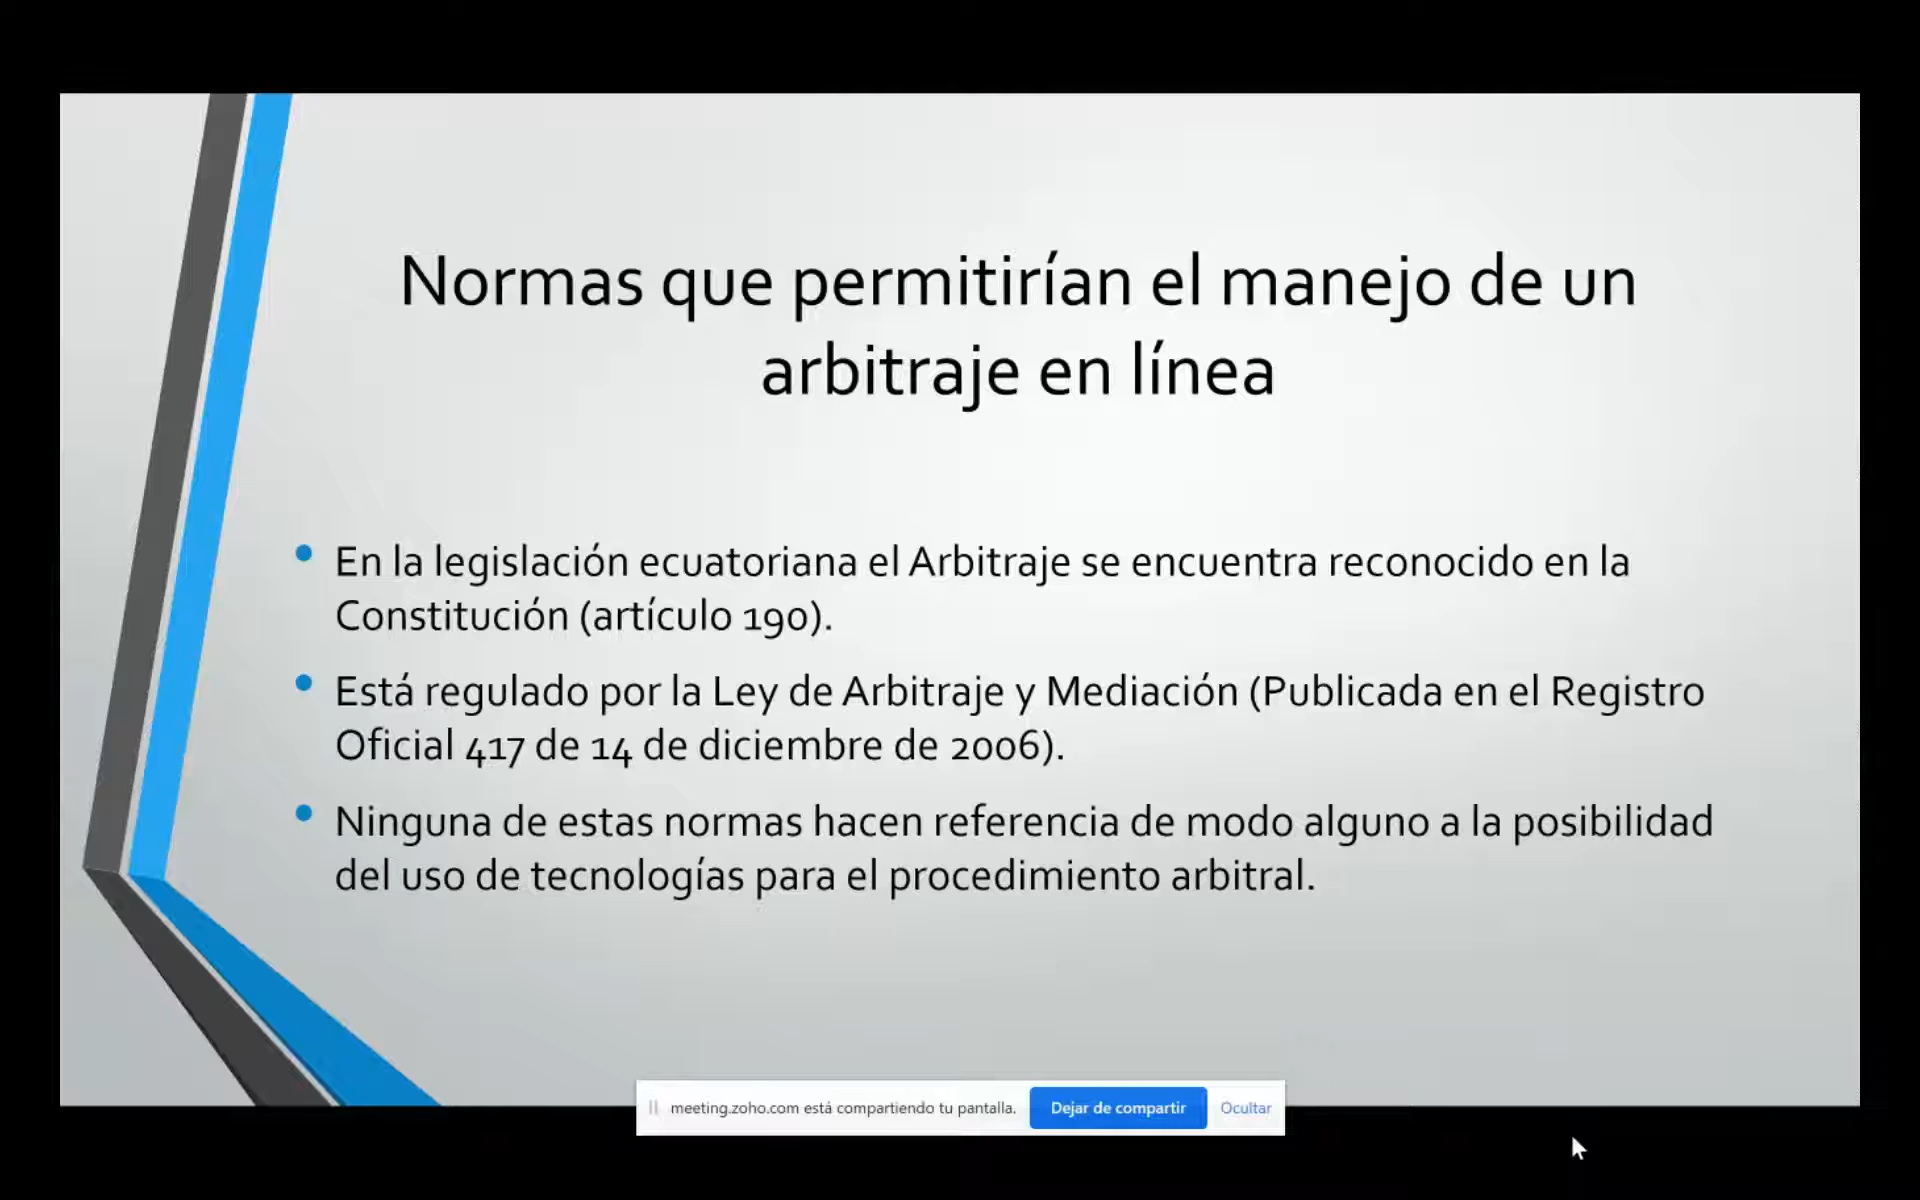 Normas que permitirían el manejo de un
arbitraje en línea
• En la legislación ecuatoriana el Arbitraje se encuentra reconocido en la
Constitución (artículo 190).
• Está regulado por la Ley de Arbitraje y Mediación (Publicada en el Registro
Oficial 417 de 14 de diciembre de 2006).
• Ninguna de estas normas hacen referencia de modo alguno a la posibilidad
del uso de tecnologías para el procedimiento arbitral.
meeting.zoho.com está compartiendo tu pantalla. Dejar de compartir Ocultar